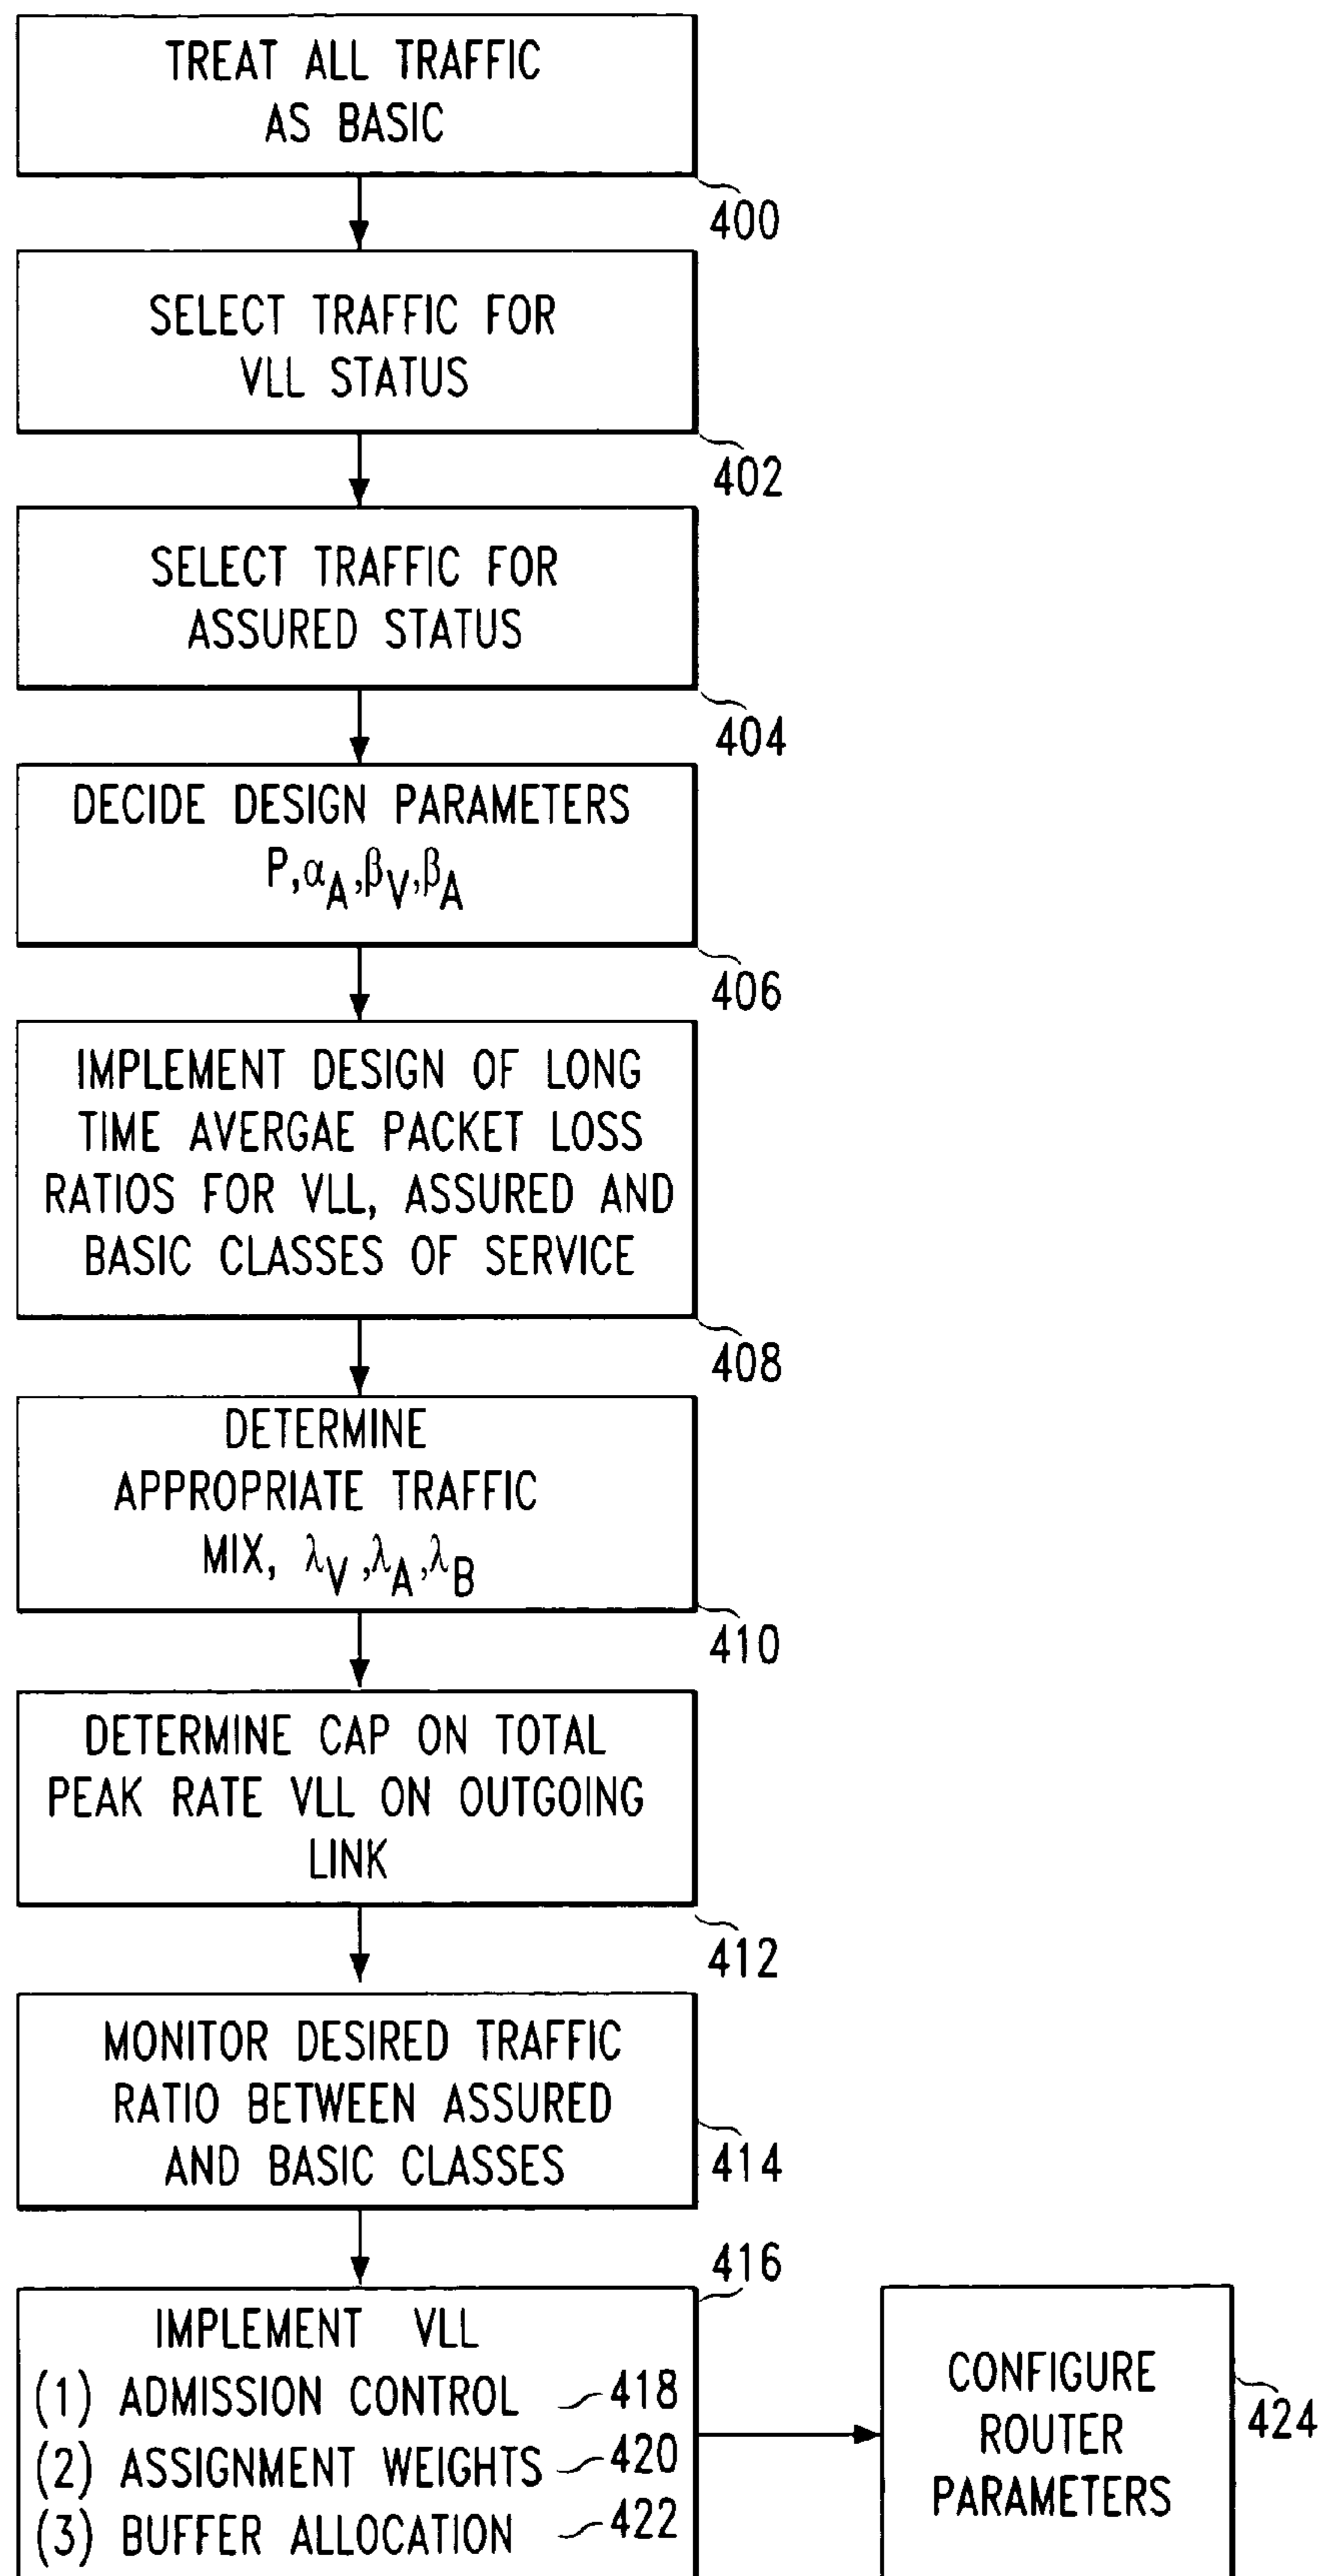 TREAT ALL TRAFFIC
AS BASIC
400
SELECT TRAFFIC FOR
VLL STATUS
402
SELECT TRAFFIC FOR
ASSURED STATUS
404
DECIDE DESIGN PARAMETERS
P,αA,βV,βA
406
IMPLEMENT DESIGN OF LONG
TIME AVERGAE PACKET LOSS
RATIOS FOR VLL, ASSURED AND
BASIC CLASSES OF SERVICE
408
DETERMINE
APPROPRIATE TRAFFIC
MIX, λV,λA,λB
410
DETERMINE CAP ON TOTAL
PEAK RATE VLL ON OUTGOING
LINK
412
MONITOR DESIRED TRAFFIC
RATIO BETWEEN ASSURED
AND BASIC CLASSES
414
416
IMPLEMENT VLL
(1) ADMISSION CONTROL 418
(2) ASSIGNMENT WEIGHTS 420
(3) BUFFER ALLOCATION 422
CONFIGURE
ROUTER
PARAMETERS
424